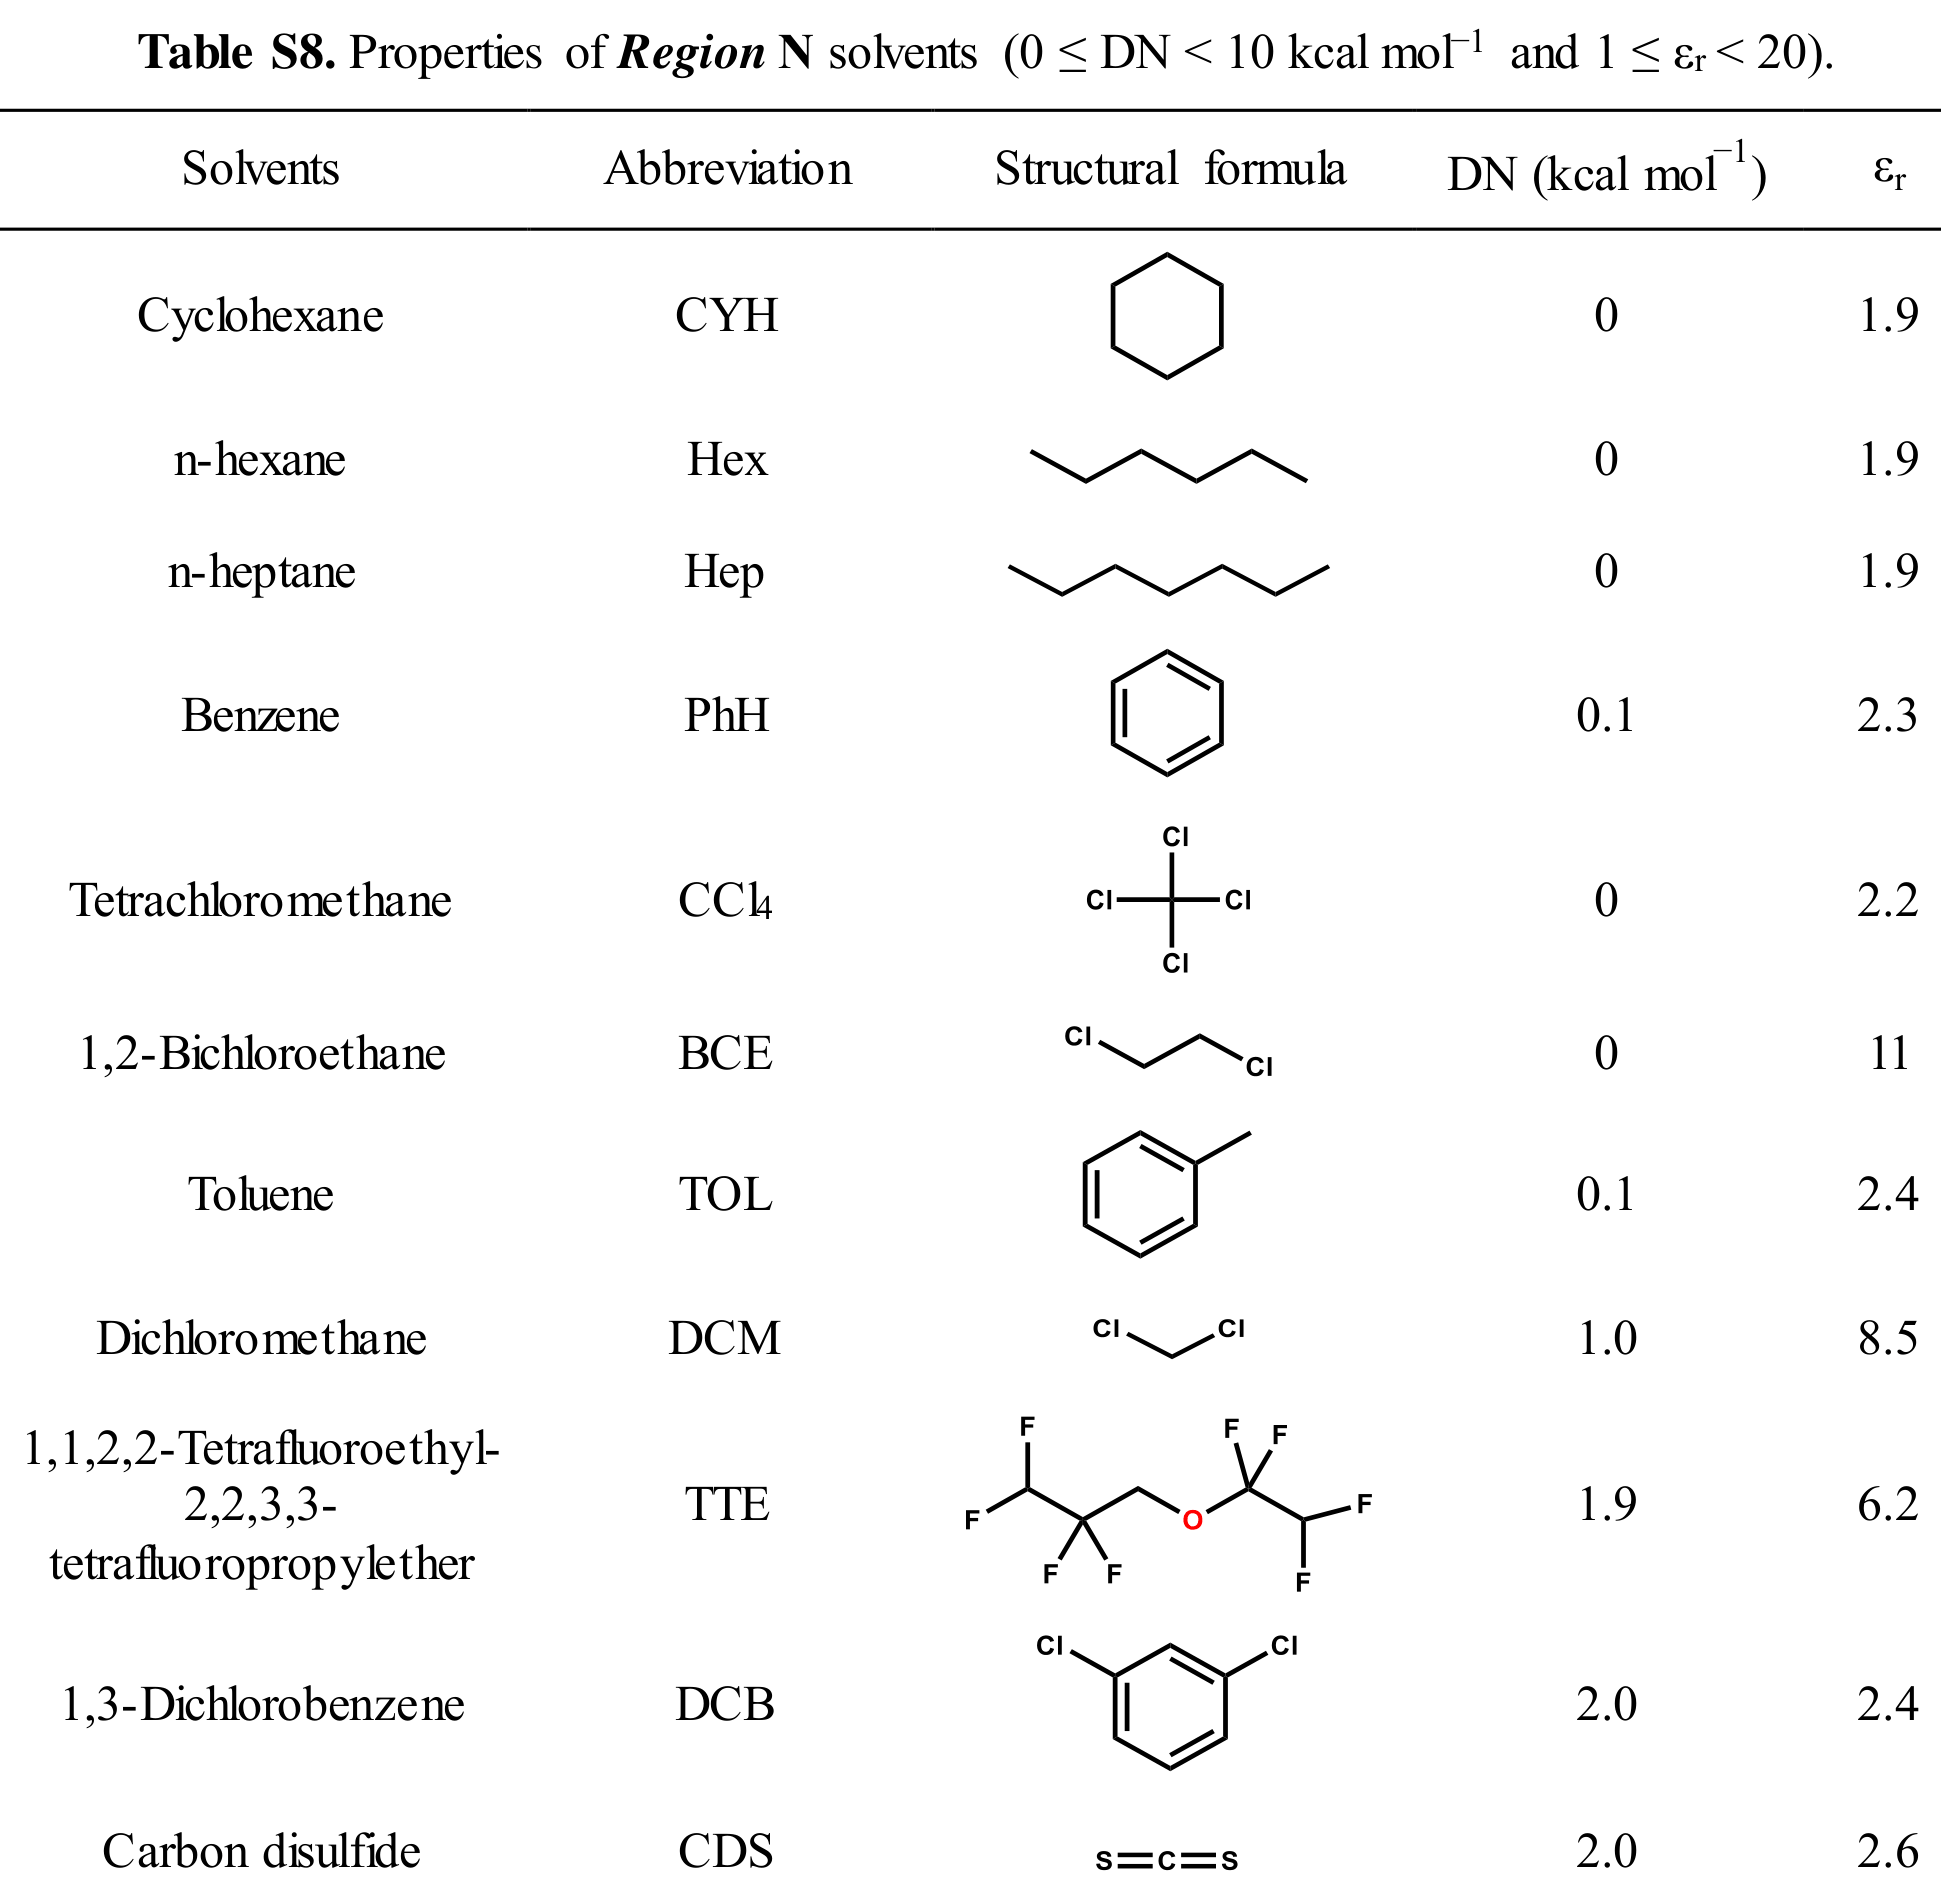 Table S8. Properties of Region N solvents (0 ≤ DN < 10 kcal mol⁻¹ and 1 ≤ εᵣ < 20).
Solvents Abbreviation Structural formula DN (kcal mol⁻¹) εᵣ
Cyclohexane CYH 0 1.9
n-hexane Hex 0 1.9
n-heptane Hep 0 1.9
Benzene PhH 0.1 2.3
Cl
Tetrachloromethane CCl₄ Cl Cl 0 2.2
Cl
1,2-Bichloroethane BCE Cl Cl 0 11
Toluene TOL 0.1 2.4
Dichloromethane DCM Cl Cl 1.0 8.5
F F F
1,1,2,2-Tetrafluoroethyl-
2,2,3,3- TTE F O F 1.9 6.2
tetrafluoropropylether F F F
Cl Cl
1,3-Dichlorobenzene DCB 2.0 2.4
Carbon disulfide CDS S=C=S 2.0 2.6